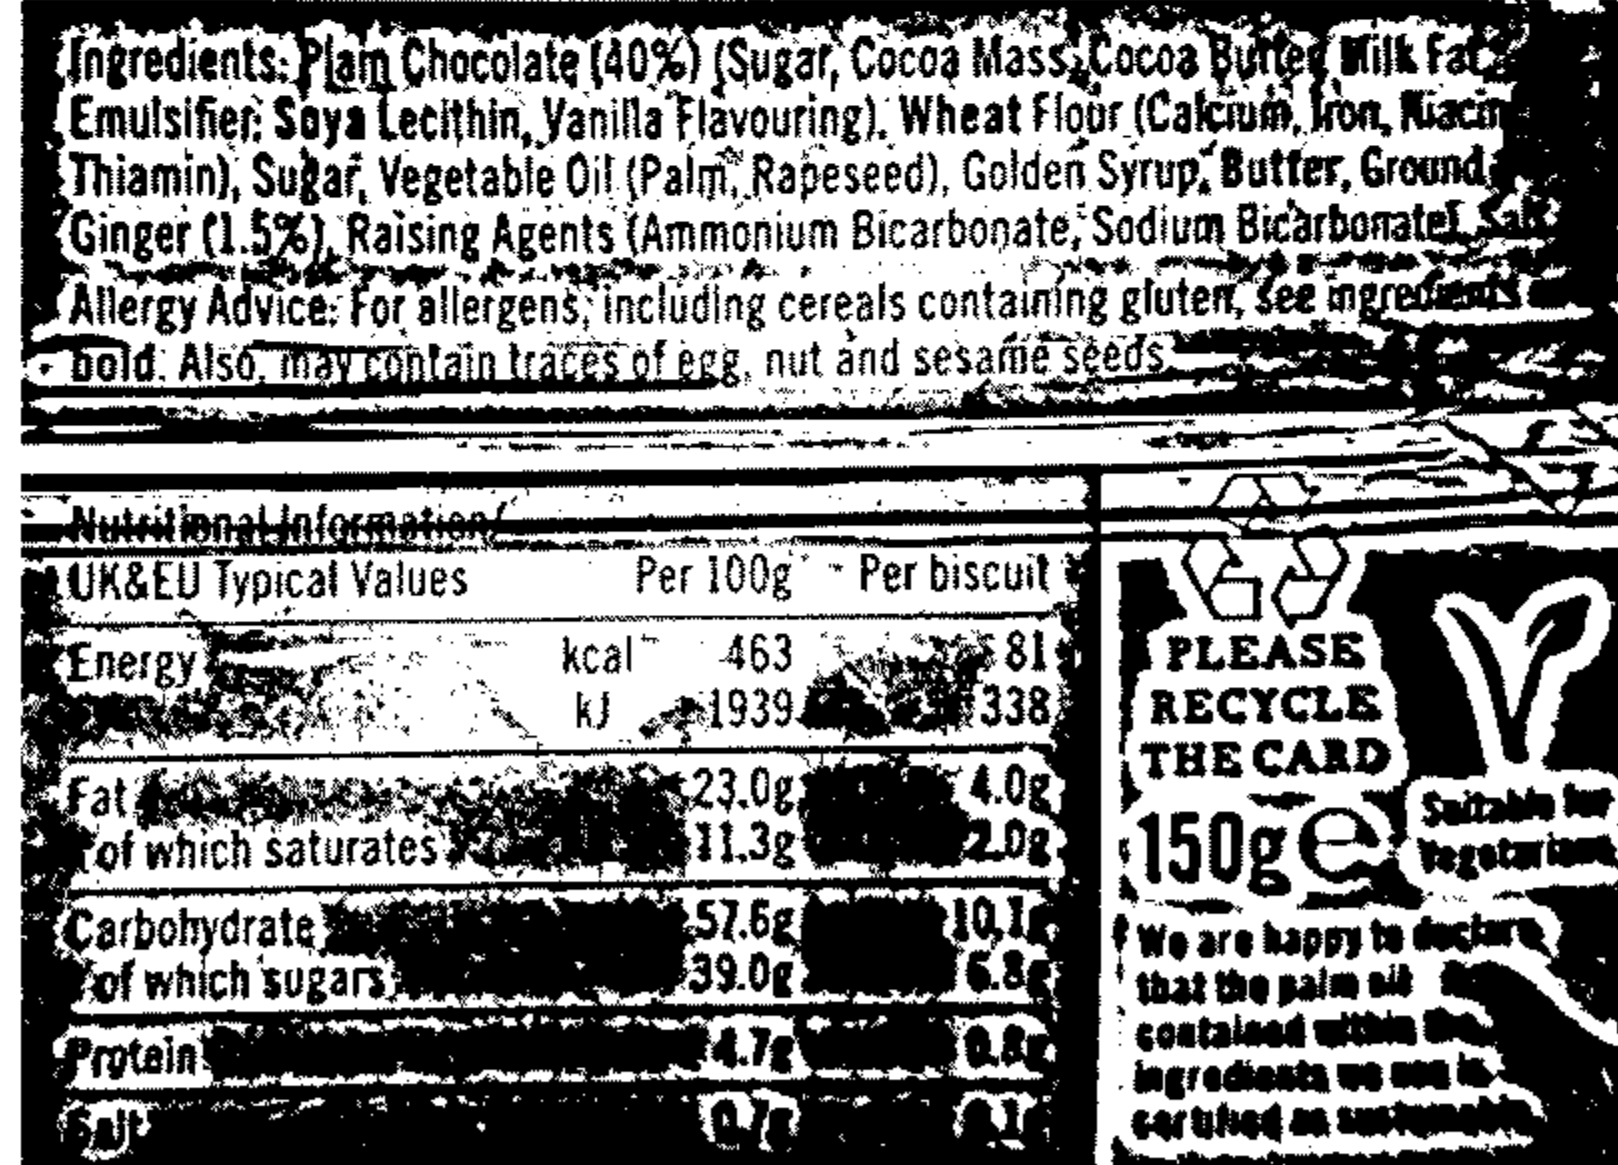 Ingredients: Plain Chocolate (40%) (Sugar, Cocoa Mass, Cocoa Butter, Milk Fat,
Emulsifier: Soya Lecithin, Vanilla Flavouring), Wheat Flour (Calcium, Iron, Niacin
Thiamin), Sugar, Vegetable Oil (Palm, Rapeseed), Golden Syrup, Butter, Ground
Ginger (1.5%), Raising Agents (Ammonium Bicarbonate, Sodium Bicarbonate), Salt
Allergy Advice: For allergens, including cereals containing gluten, see ingredients
bold. Also, may contain traces of egg, nut and sesame seeds
Nutritional Information/
UK&EU Typical Values Per 100g Per biscuit
Energy kcal 463 81
kJ 1939 338
Fat 23.0g 4.0g
of which saturates 11.3g 2.0g
Carbohydrate 57.6g 10.1g
of which sugars 39.0g 6.8g
Protein 4.7g 0.8g
Salt 0.7g 0.1g
PLEASE
RECYCLE
THE CARD
150g e
Suitable for
Vegetarians
We are happy to declare
that the palm oil
contained within the
ingredients we use is
certified as sustainable